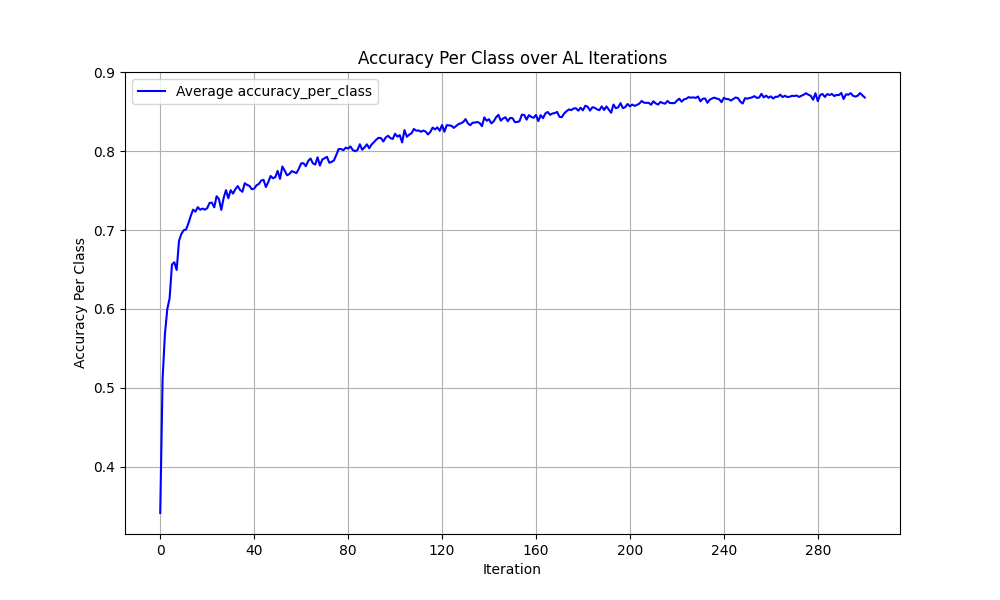 Accuracy Per Class over AL Iterations
Average accuracy_per_class
Accuracy Per Class
0.9
0.8
0.7
0.6
0.5
0.4
0 40 80 120 160 200 240 280
Iteration